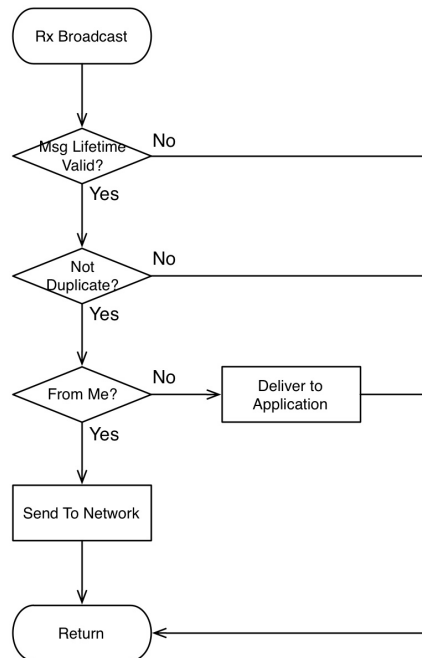 Rx Broadcast
Msg Lifetime
Valid?
No
Yes
Not
Duplicate?
No
Yes
From Me?
No
Deliver to
Application
Yes
Send To Network
Return